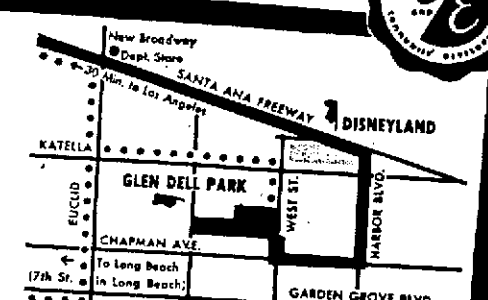 New Broadway
Dept. Store
30 Min. to Los Angeles
SANTA ANA FREEWAY
DISNEYLAND
KATELLA
GLEN DELL PARK
EUCLID
WEST ST.
HARBOR BLVD.
CHAPMAN AVE.
To Long Beach
(17th St. in Long Beach)
GARDEN GROVE BLVD.